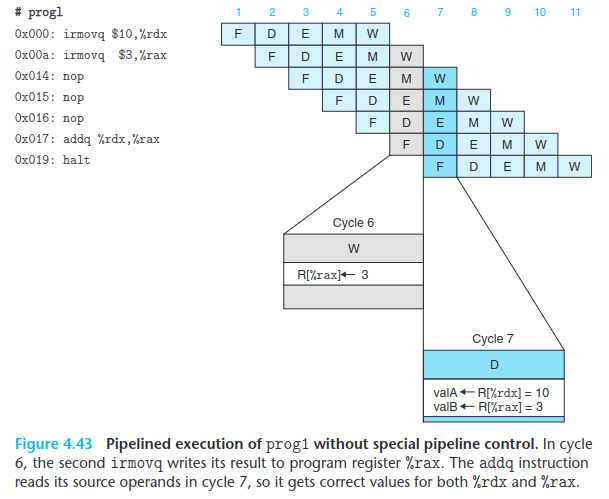 # prog1 1 2 3 4 5 6 7 8 9 10 11
0x000: irmovq $10,%rdx F D E M W
0x00a: irmovq $3,%rax F D E M W
0x014: nop F D E M W
0x015: nop F D E M W
0x016: nop F D E M W
0x017: addq %rdx,%rax F D E M W
0x019: halt F D E M W
Cycle 6
W
R[%rax]← 3
Cycle 7
D
valA ← R[%rdx] = 10
valB ← R[%rax] = 3
Figure 4.43 Pipelined execution of prog1 without special pipeline control. In cycle
6, the second irmovq writes its result to program register %rax. The addq instruction
reads its source operands in cycle 7, so it gets correct values for both %rdx and %rax.